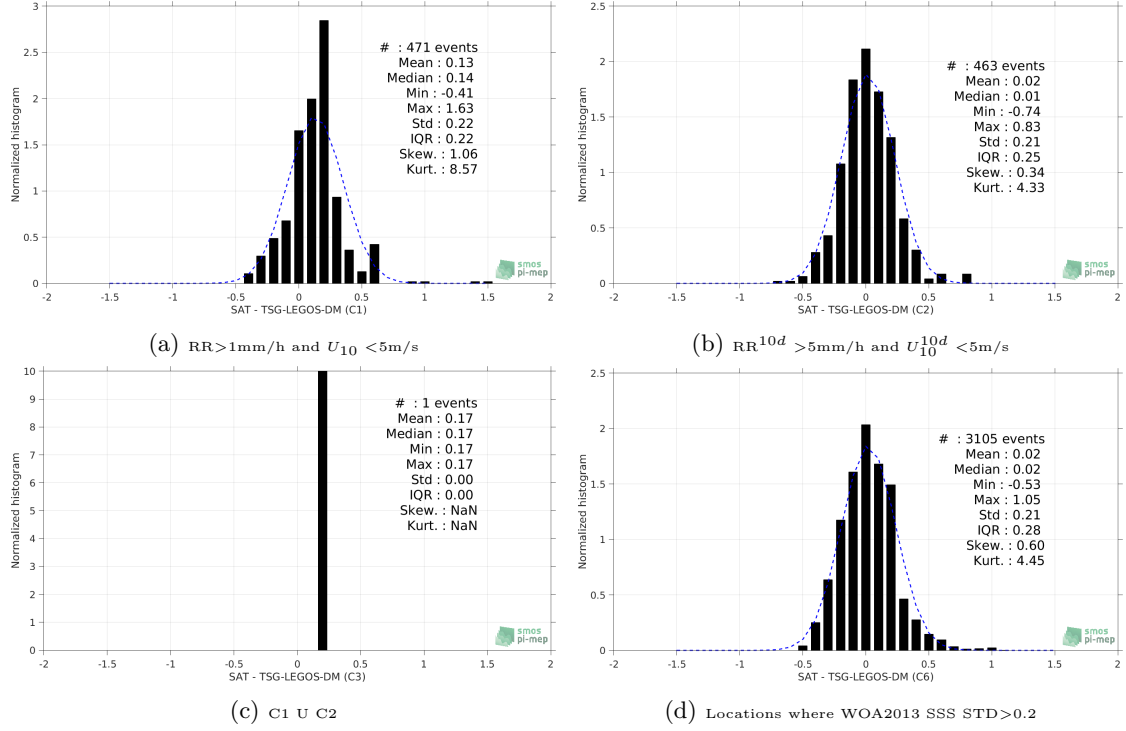 3
2.5
2
1.5
1
0.5
0
-2
-1.5
-1
-0.5
0
0.5
1
1.5
2
Normalized histogram
SAT - TSG-LEGOS-DM (C1)
# : 471 events
Mean : 0.13
Median : 0.14
Min : -0.41
Max : 1.63
Std : 0.22
IQR : 0.22
Skew. : 1.06
Kurt. : 8.57
smos
pi-mep
(a) RR>1mm/h and U10 <5m/s
2.5
2
1.5
1
0.5
0
-2
-1.5
-1
-0.5
0
0.5
1
1.5
2
Normalized histogram
SAT - TSG-LEGOS-DM (C2)
# : 463 events
Mean : 0.02
Median : 0.01
Min : -0.74
Max : 0.83
Std : 0.21
IQR : 0.25
Skew. : 0.34
Kurt. : 4.33
smos
pi-mep
(b) RR10d >5mm/h and U10d10 <5m/s
10
9
8
7
6
5
4
3
2
1
0
-2
-1.5
-1
-0.5
0
0.5
1
1.5
2
Normalized histogram
SAT - TSG-LEGOS-DM (C3)
# : 1 events
Mean : 0.17
Median : 0.17
Min : 0.17
Max : 0.17
Std : 0.00
IQR : 0.00
Skew. : NaN
Kurt. : NaN
smos
pi-mep
(c) C1 U C2
2.5
2
1.5
1
0.5
0
-2
-1.5
-1
-0.5
0
0.5
1
1.5
2
Normalized histogram
SAT - TSG-LEGOS-DM (C6)
# : 3105 events
Mean : 0.02
Median : 0.02
Min : -0.53
Max : 1.05
Std : 0.21
IQR : 0.28
Skew. : 0.60
Kurt. : 4.45
smos
pi-mep
(d) Locations where WOA2013 SSS STD>0.2